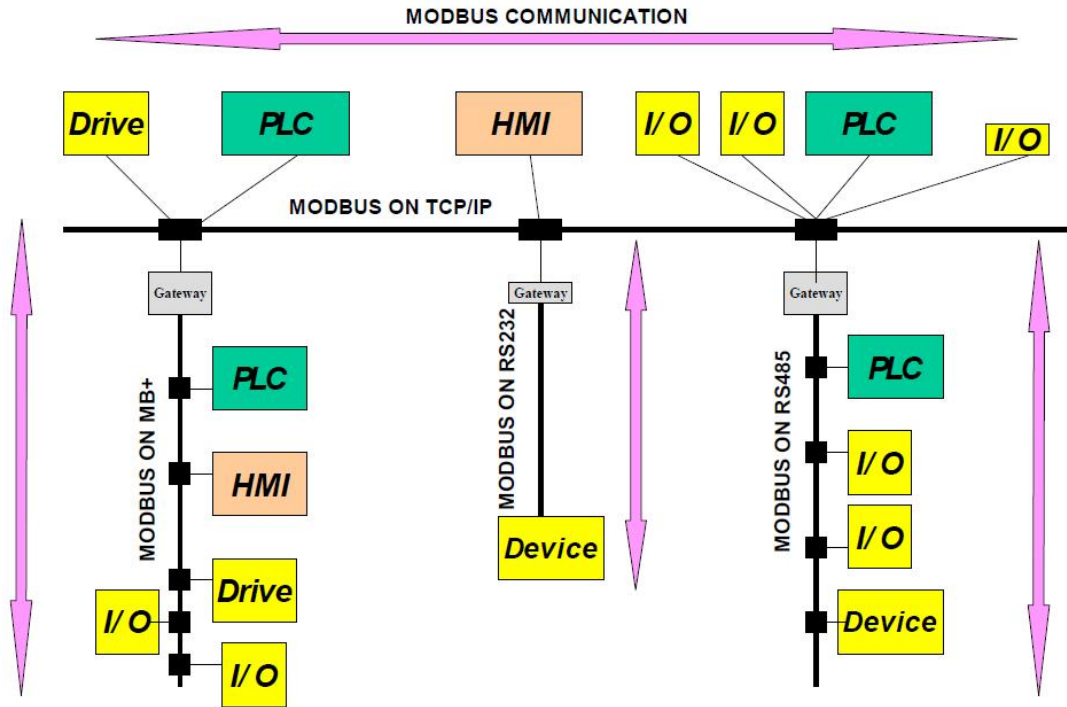 MODBUS COMMUNICATION
Drive
PLC
HMI
I/ O
I/ O
PLC
I/ O
MODBUS ON TCP/IP
Gateway
Gateway
Gateway
MODBUS ON MB+
PLC
HMI
Drive
I/ O
I/ O
MODBUS ON RS232
Device
MODBUS ON RS485
PLC
I/ O
I/ O
Device